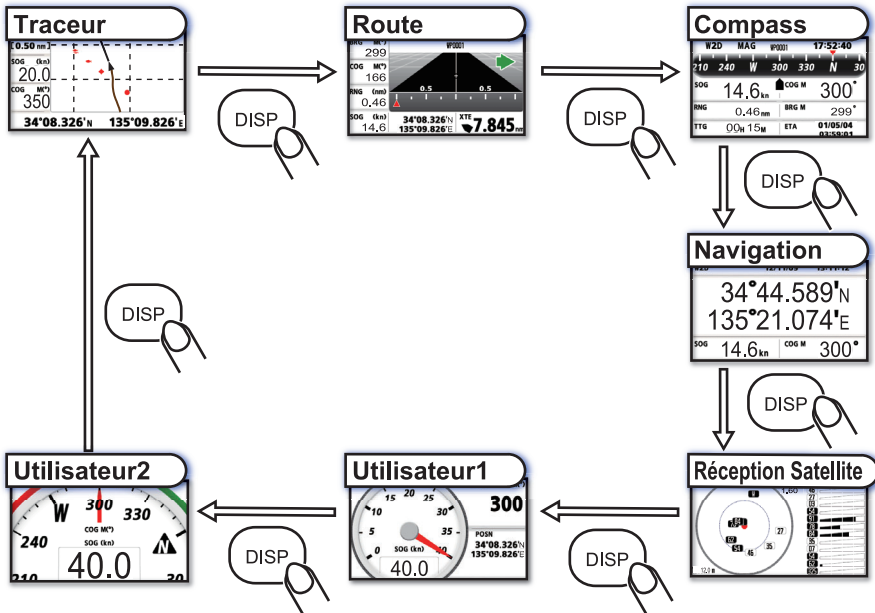 Traceur
[0.50 nm]
SOG (kn)
20.0
COG M(°)
350
34°08.326'N 135°09.826'E
DISP
Route
BRG M(°)
299
COG M(°)
166
RNG (nm)
0.46
SOG (kn)
14.6
WP0001
0.5 0.5
34°08.326'N
135°09.826'E
XTE
7.845 nm
DISP
Compass
W2D MAG WP0001 17:52:40
210 240 W 300 330 N 30
SOG 14.6 kn COG M 300°
RNG 0.46 nm BRG M 299°
TTG 00H 15M ETA 01/05/04
03:59:01
DISP
Navigation
W2D 12/11/09
34°44.589'N
135°21.074'E
SOG 14.6 kn COG M 300°
DISP
Réception Satellite
DISP
Utilisateur1
0 5 10 15 20 25 30 35 40
SOG (kn)
40.0
300
POSN
34°08.326'N
135°09.826'E
DISP
Utilisateur2
210 240 W 300 330 N 30
COG M(°)
SOG (kn)
40.0
DISP